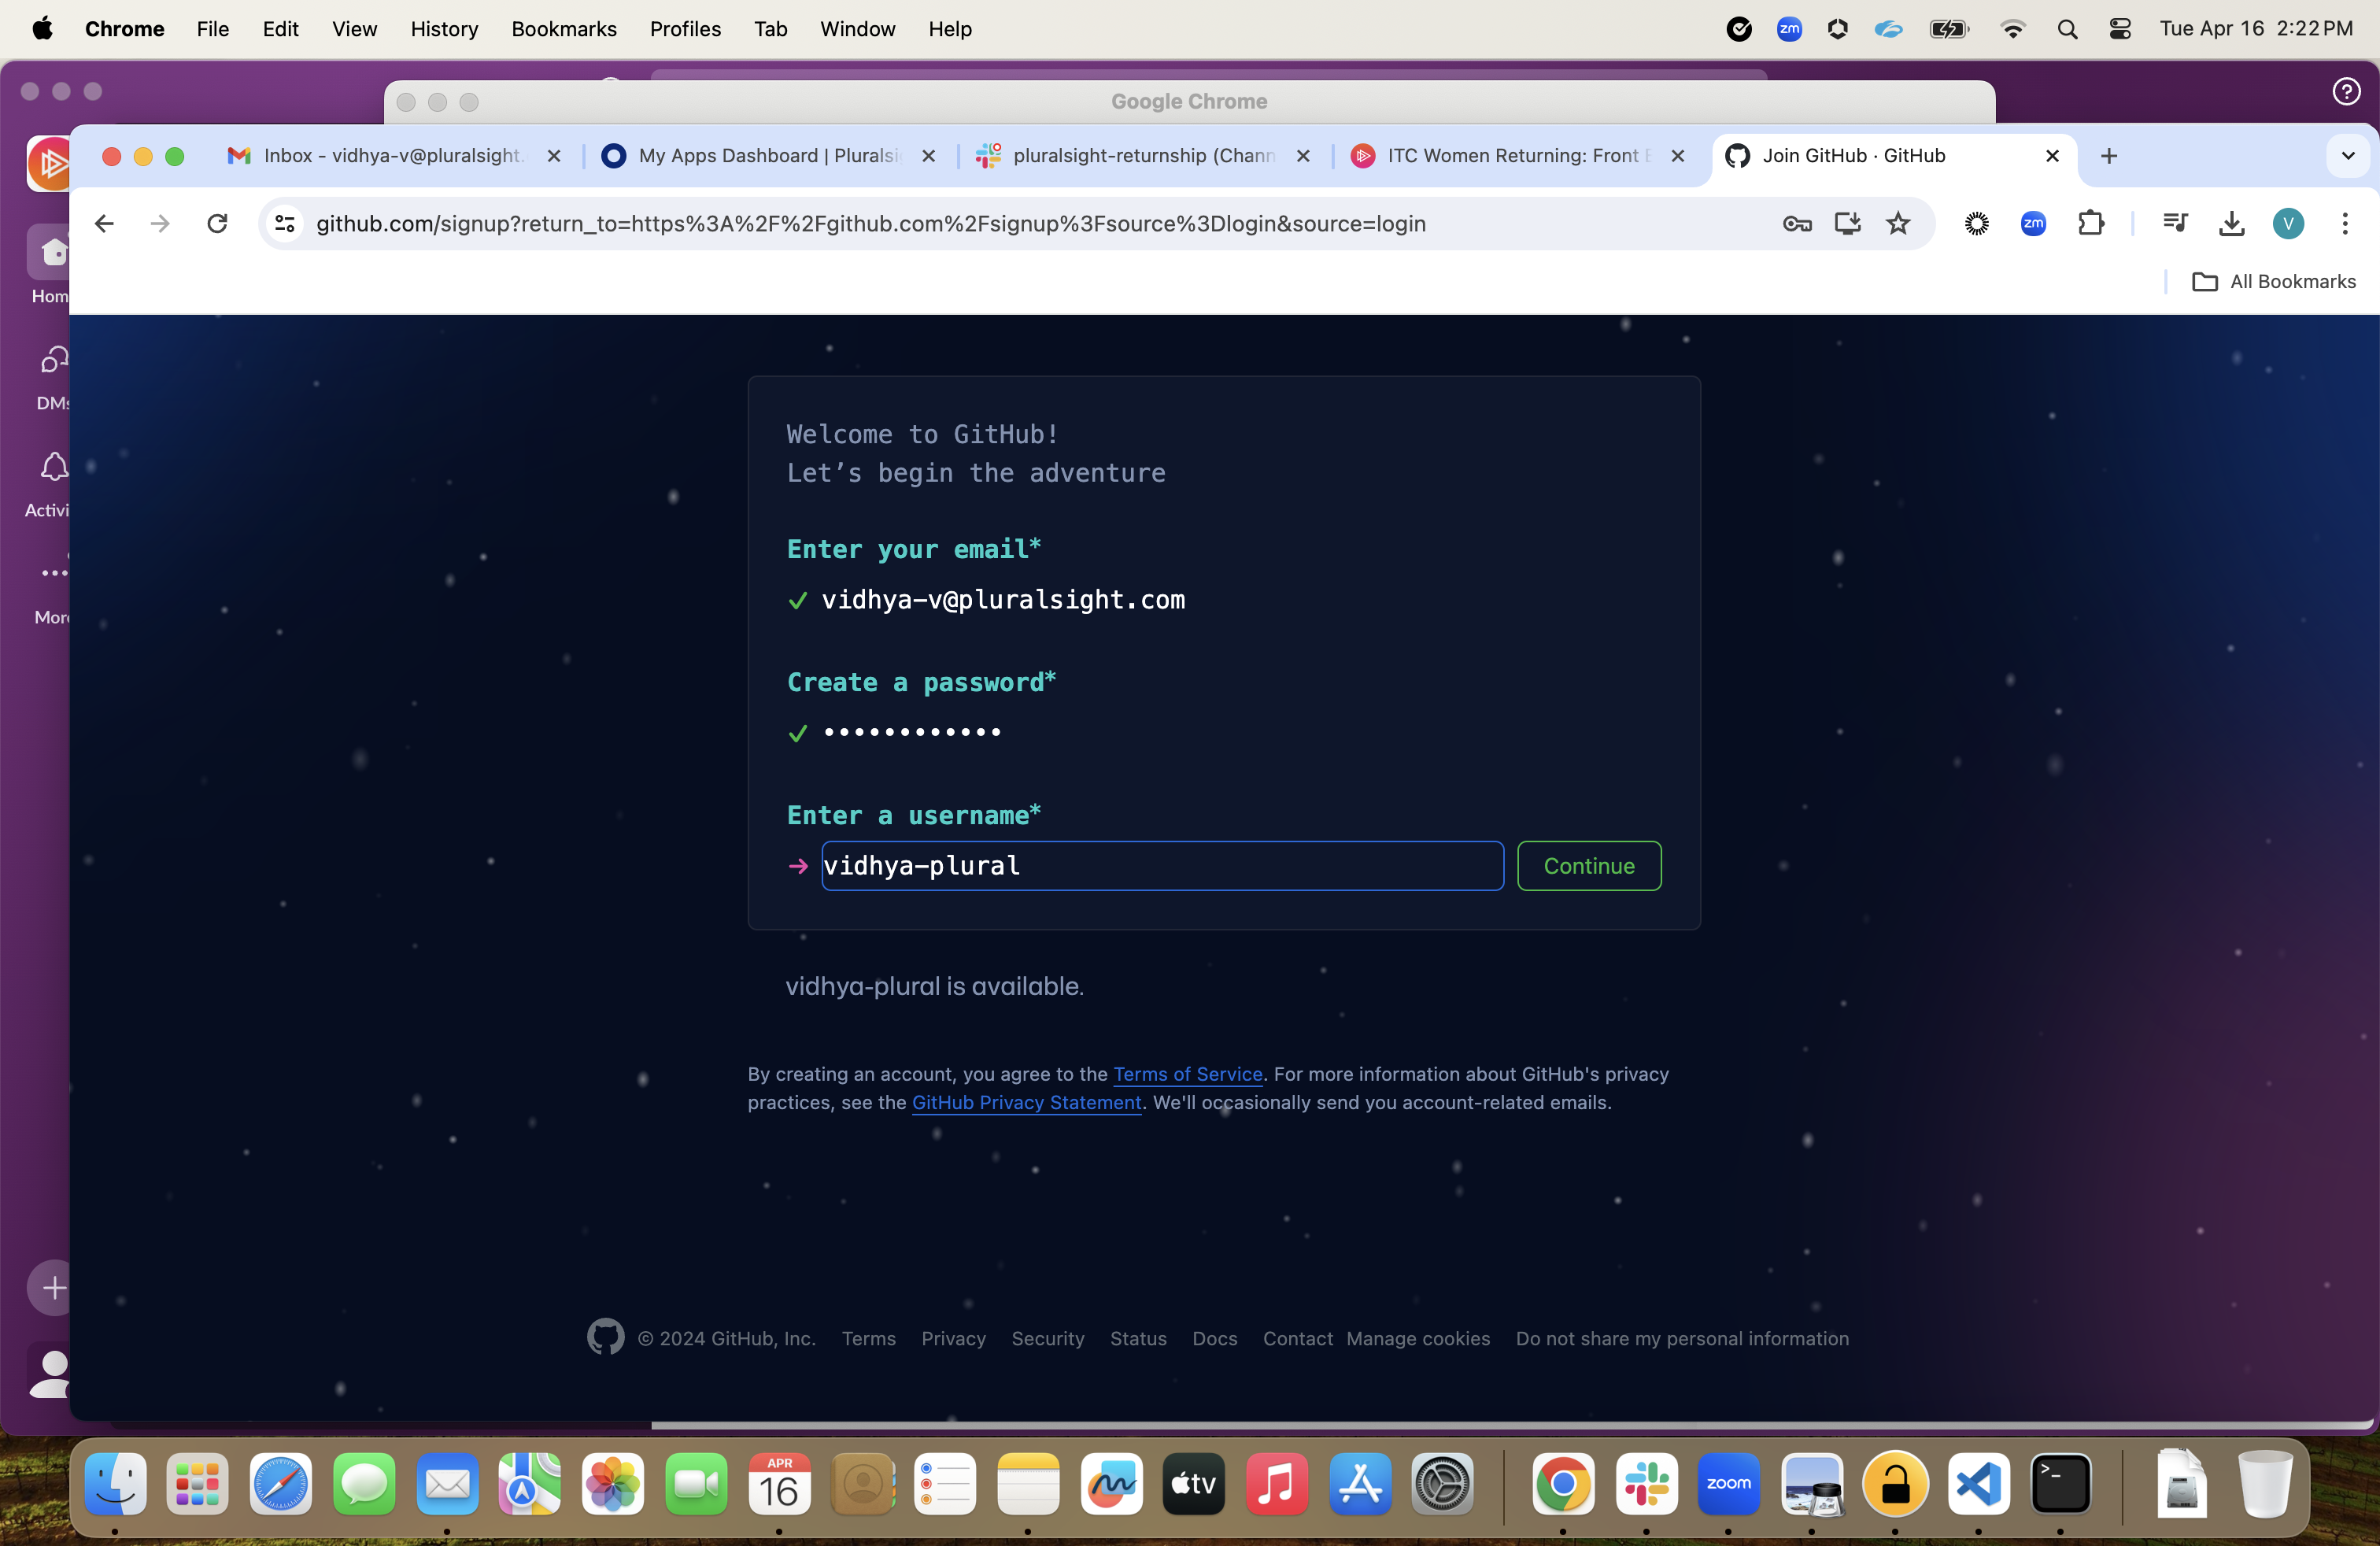 Chrome File Edit View History Bookmarks Profiles Tab Window Help zm Tue Apr 16 2:22 PM
Google Chrome
Inbox - vidhya-v@pluralsight. My Apps Dashboard | Pluralsi pluralsight-returnship (Chann ITC Women Returning: Front E Join GitHub · GitHub
github.com/signup?return_to=https%3A%2F%2Fgithub.com%2Fsignup%3Fsource%3Dlogin&source=login zm V
All Bookmarks
Hom
DMs
Activi
More
Welcome to GitHub!
Let’s begin the adventure
Enter your email*
vidhya-v@pluralsight.com
Create a password*
••••••••••••
Enter a username*
vidhya-plural Continue
vidhya-plural is available.
By creating an account, you agree to the Terms of Service. For more information about GitHub's privacy
practices, see the GitHub Privacy Statement. We'll occasionally send you account-related emails.
© 2024 GitHub, Inc. Terms Privacy Security Status Docs Contact Manage cookies Do not share my personal information
APR
16
tv
zoom
>_